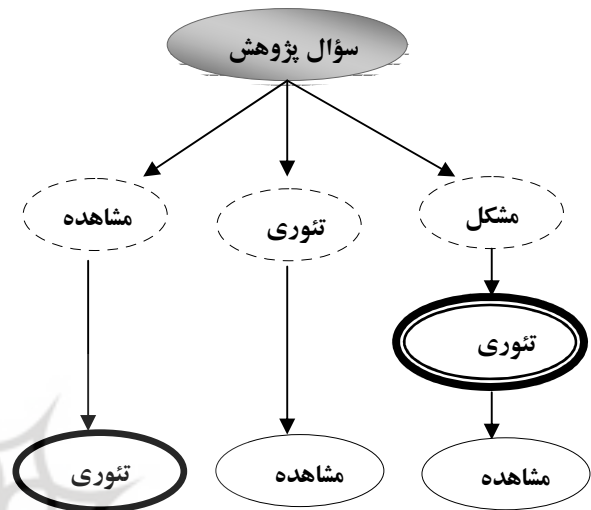 سؤال پژوهش
مشکل
تئوری
مشاهده
تئوری
مشاهده
مشاهده
تئوری